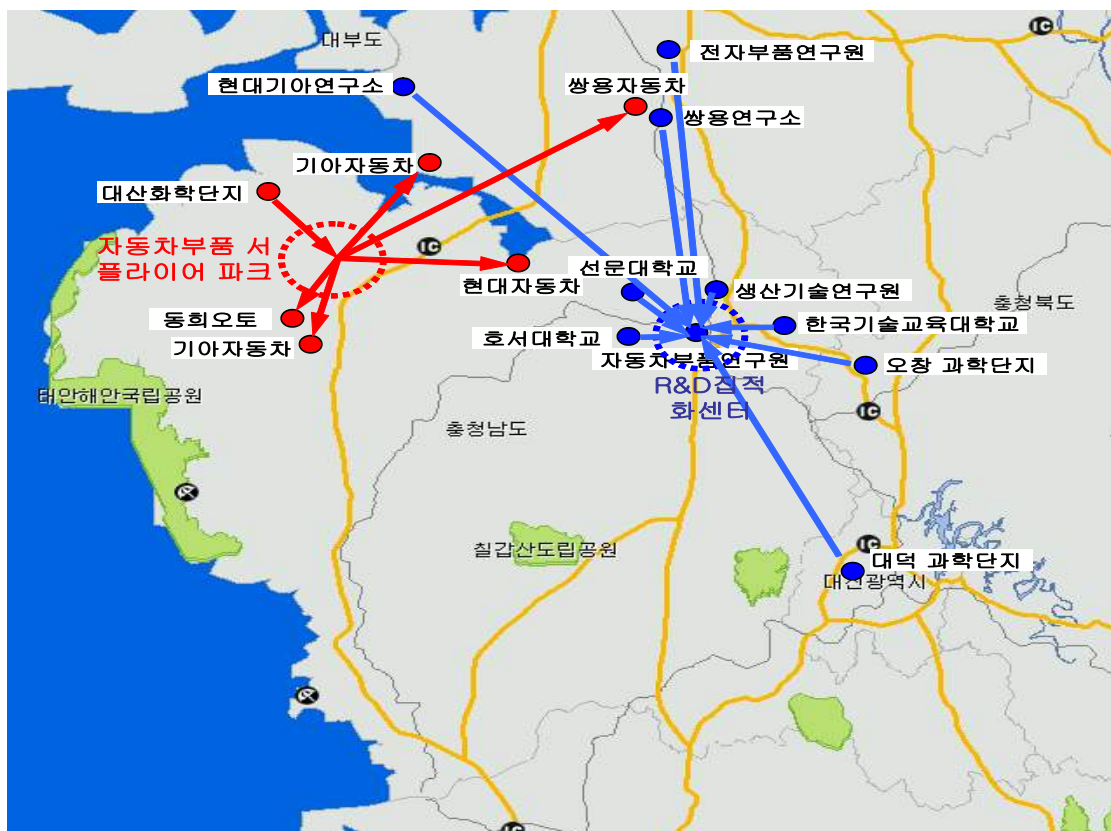 대부도
IC
전자부품연구원
현대기아연구소
쌍용자동차
쌍용연구소
기아자동차
대산화학단지
자동차부품 서
플라이어 파크
IC
선문대학교
현대자동차
생산기술연구원
충청북도
동희오토
한국기술교육대학교
호서대학교
기아자동차
자동차부품연구원
오창 과학단지
R&D집적
화센터
태안해안국립공원
IC
충청남도
칠갑산도립공원
IC
대덕 과학단지
대전광역시
IC